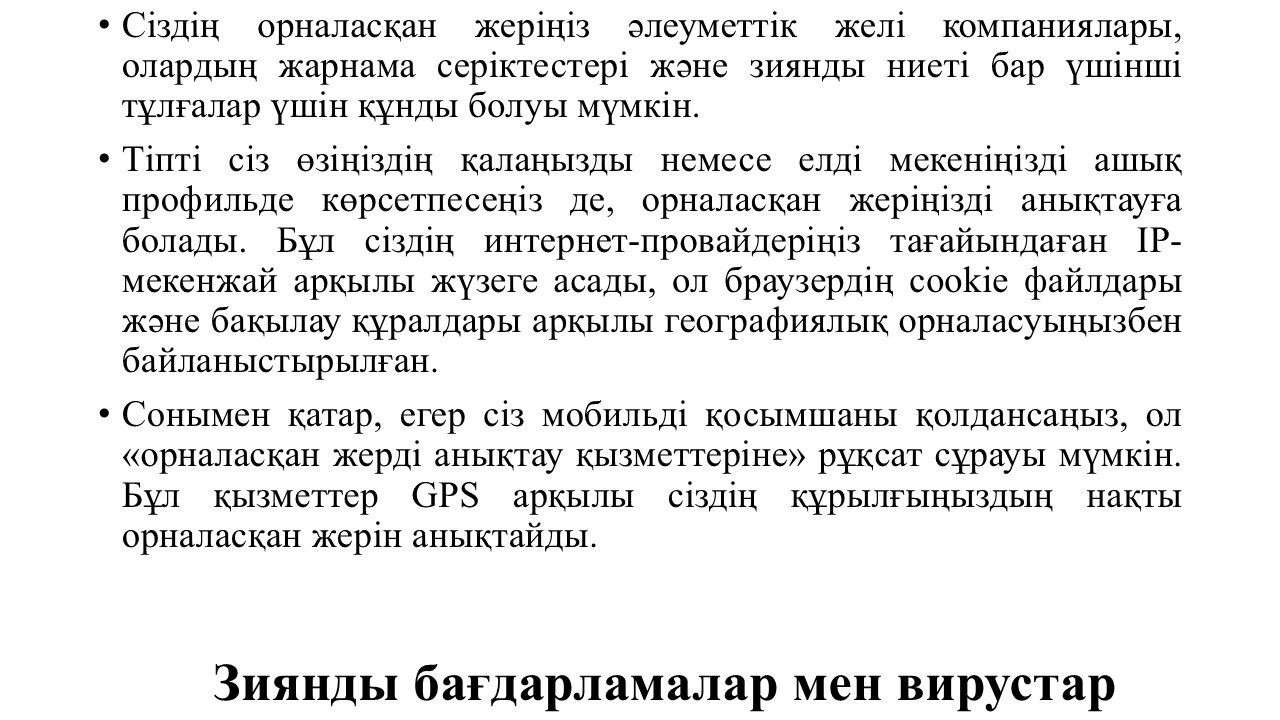 • Сіздің орналасқан жеріңіз әлеуметтік желі компаниялары,
олардың жарнама серіктестері және зиянды ниеті бар үшінші
тұлғалар үшін құнды болуы мүмкін.
• Тіпті сіз өзіңіздің қалаңызды немесе елді мекеніңізді ашық
профильде көрсетпесеңіз де, орналасқан жеріңізді анықтауға
болады. Бұл сіздің интернет-провайдеріңіз тағайындаған IP-
мекенжай арқылы жүзеге асады, ол браузердің cookie файлдары
және бақылау құралдары арқылы географиялық орналасуыңызбен
байланыстырылған.
• Сонымен қатар, егер сіз мобильді қосымшаны қолдансаңыз, ол
«орналасқан жерді анықтау қызметтеріне» рұқсат сұрауы мүмкін.
Бұл қызметтер GPS арқылы сіздің құрылғыңыздың нақты
орналасқан жерін анықтайды.
Зиянды бағдарламалар мен вирустар